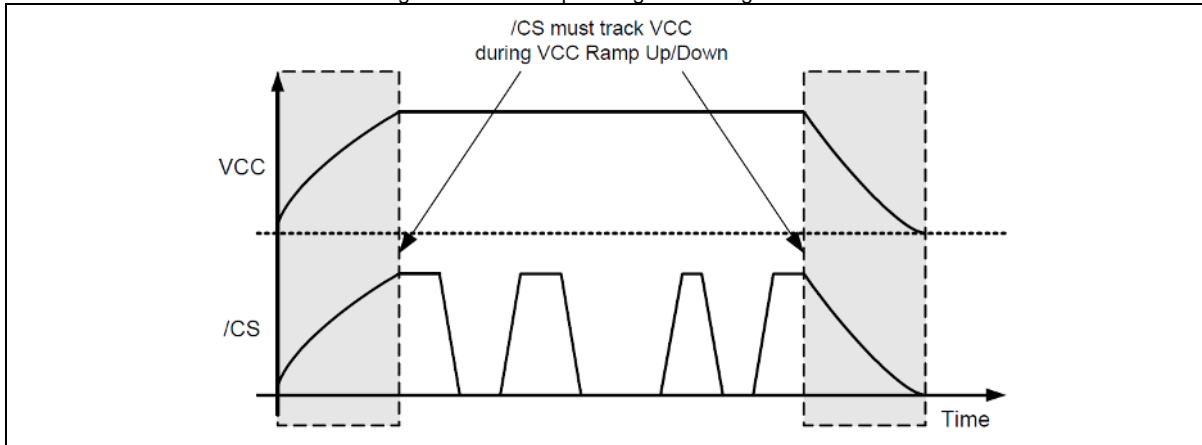 /CS must track VCC
during VCC Ramp Up/Down
VCC
/CS
Time